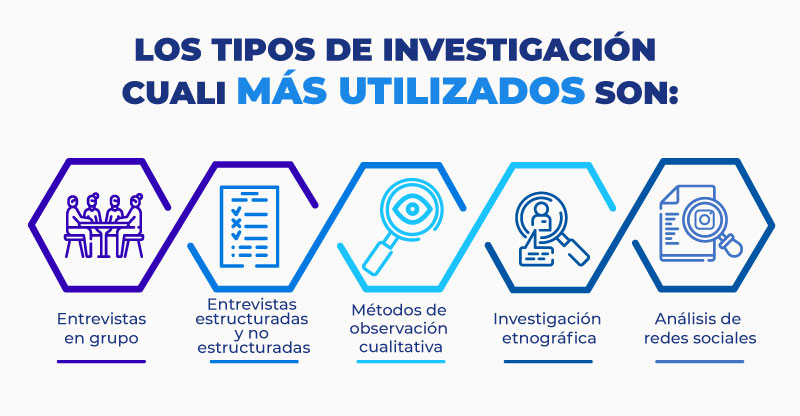 LOS TIPOS DE INVESTIGACIÓN
CUALI MÁS UTILIZADOS SON:
Entrevistas
en grupo
Entrevistas
estructuradas
y no
estructuradas
Métodos de
observación
cualitativa
Investigación
etnográfica
Análisis de
redes sociales